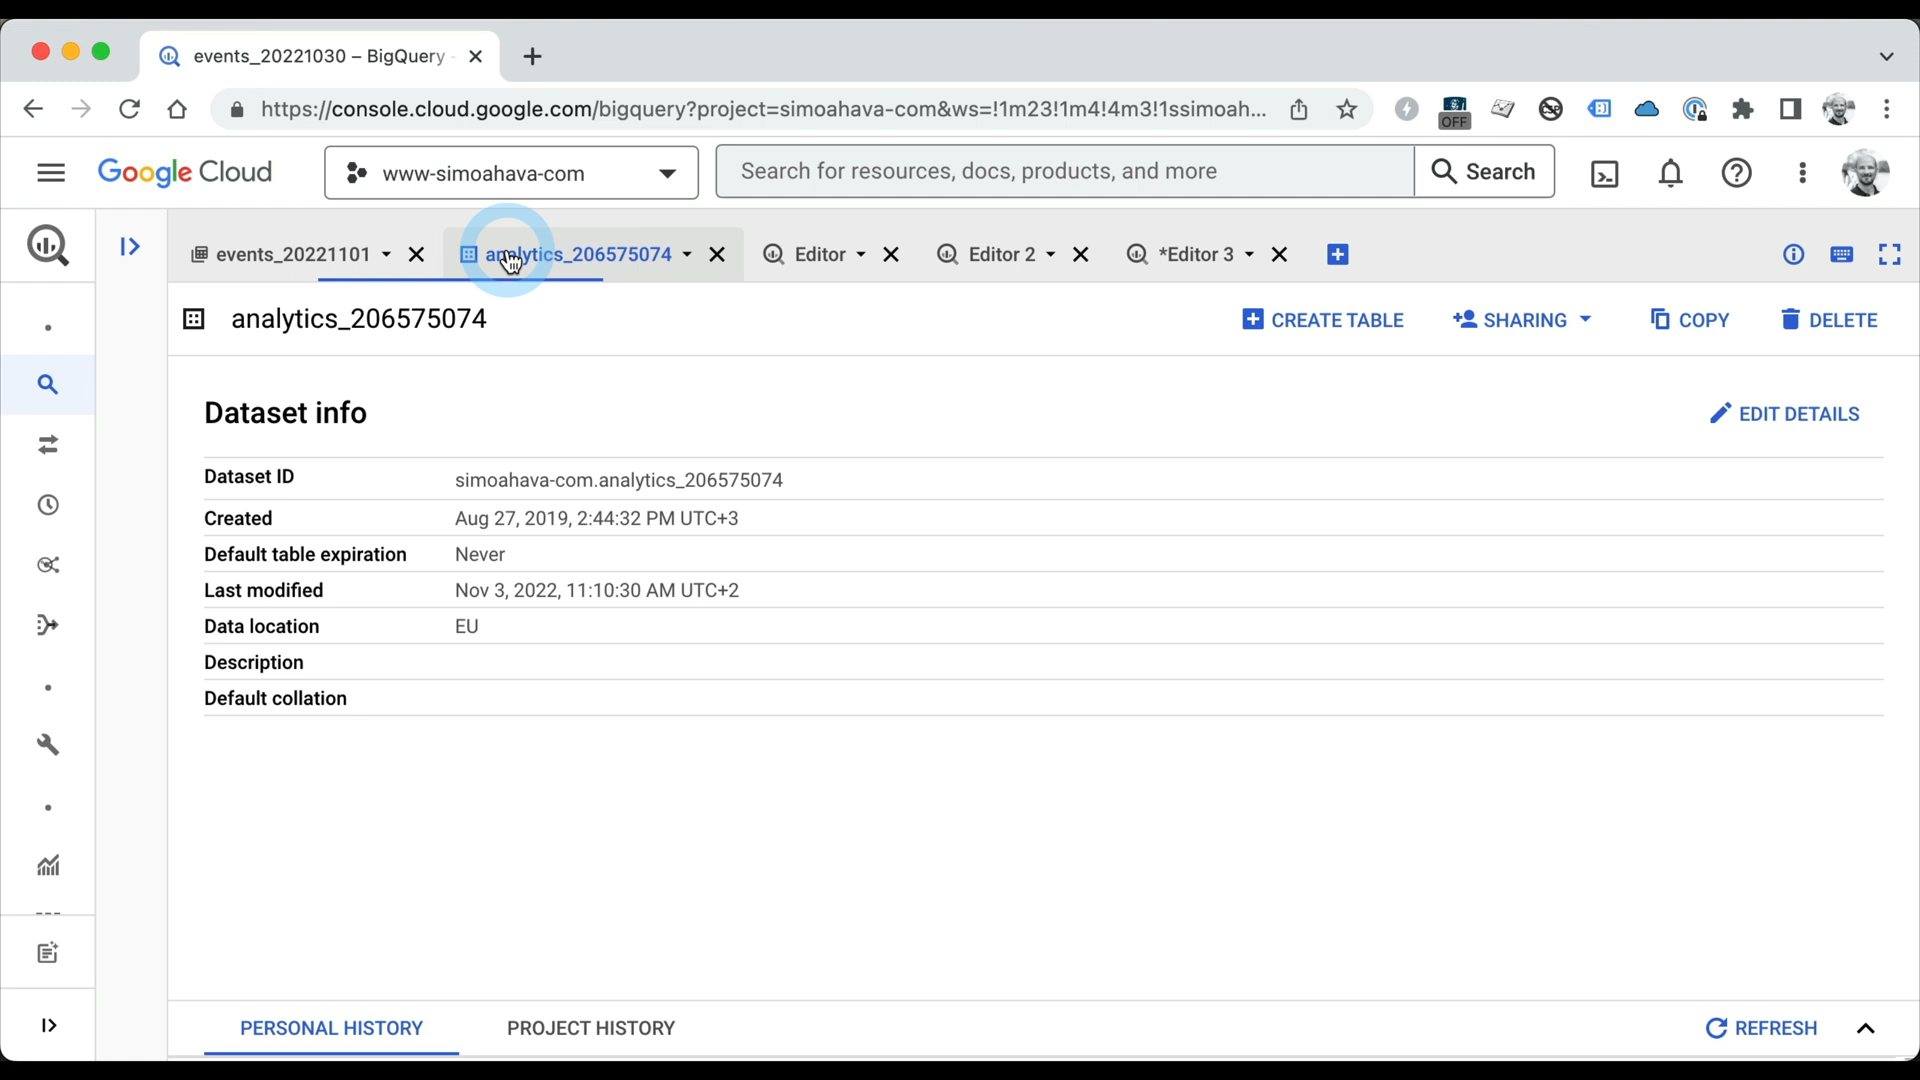 events_20221030 – BigQuery
https://console.cloud.google.com/bigquery?project=simoahava-com&ws=!1m23!1m4!4m3!1ssimoah...
OFF
Google Cloud
www-simoahava-com
Search for resources, docs, products, and more
Search
events_20221101
analytics_206575074
Editor
Editor 2
*Editor 3
analytics_206575074
CREATE TABLE
SHARING
COPY
DELETE
Dataset info
EDIT DETAILS
Dataset ID simoahava-com.analytics_206575074
Created Aug 27, 2019, 2:44:32 PM UTC+3
Default table expiration Never
Last modified Nov 3, 2022, 11:10:30 AM UTC+2
Data location EU
Description
Default collation
PERSONAL HISTORY
PROJECT HISTORY
REFRESH